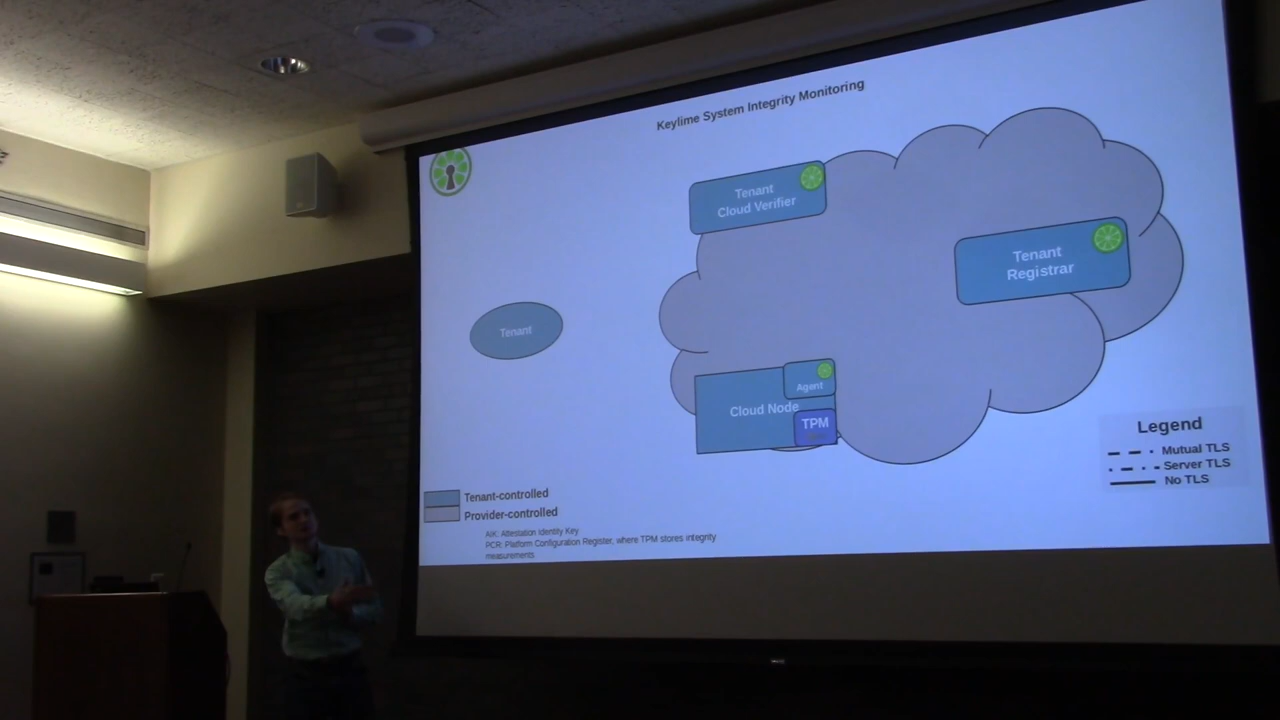 Keylime System Integrity Monitoring
Tenant
Cloud Verifier
Tenant
Registrar
Tenant
Agent
Cloud Node
TPM
Legend
Mutual TLS
Server TLS
No TLS
Tenant-controlled
Provider-controlled
AIK: Attestation Identity Key
PCR: Platform Configuration Register, where TPM stores integrity
measurements